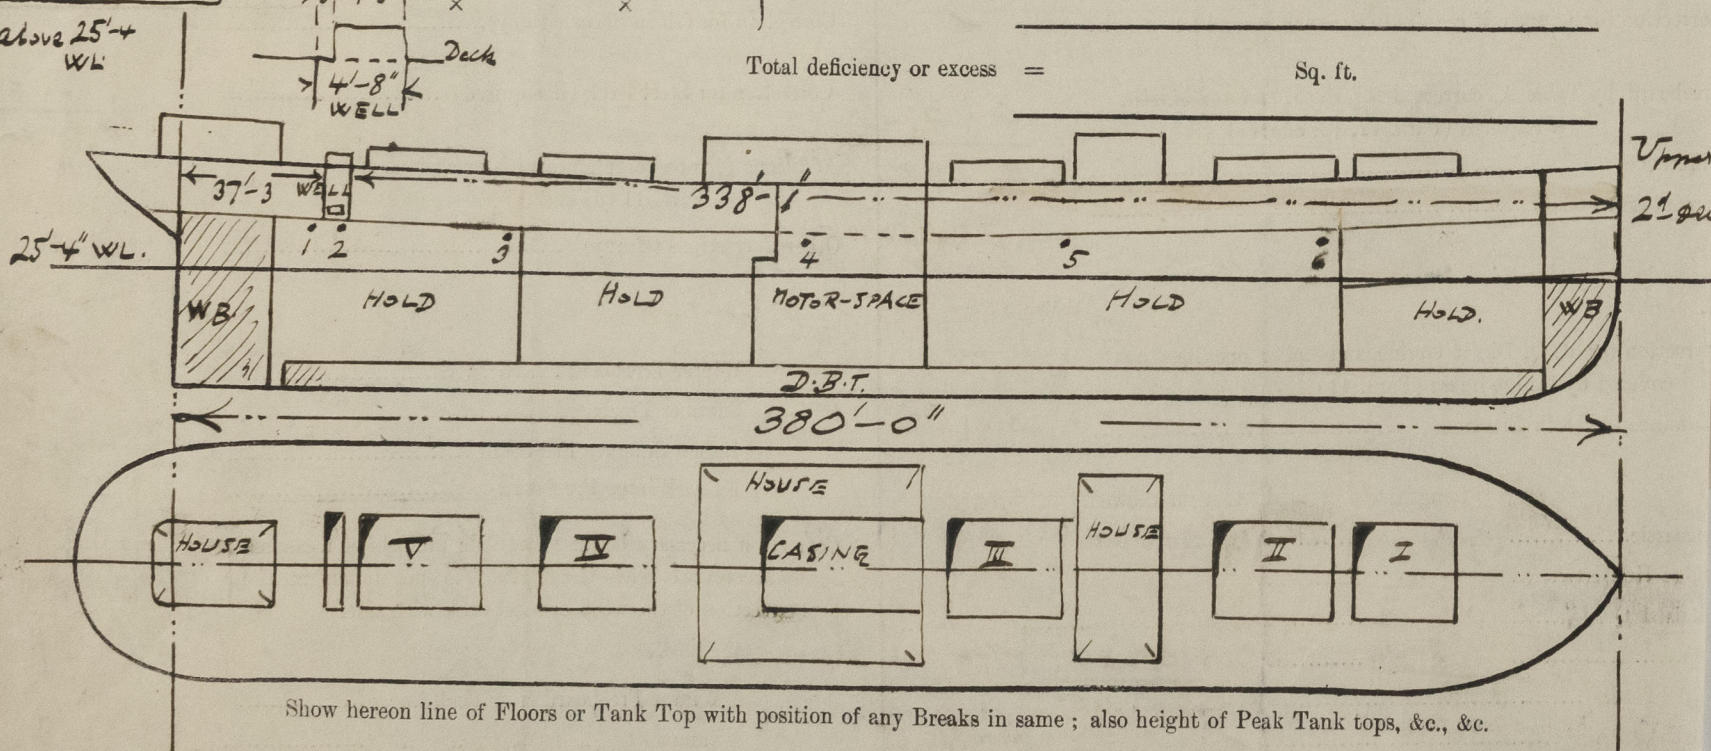 above 25'-4
WL
Deck
4'-8"
WELL
Total deficiency or excess =
Sq. ft.
Upper
37'-3
WELL
338'-1"
2d
25'-4" WL.
1 2 3 4 5 6
WB HOLD HOLD MOTOR-SPACE HOLD HOLD. WB
D.B.T.
380'-0"
HOUSE
HOUSE V IV CASING III HOUSE II I
Show hereon line of Floors or Tank Top with position of any Breaks in same ; also height of Peak Tank tops, &c., &c.